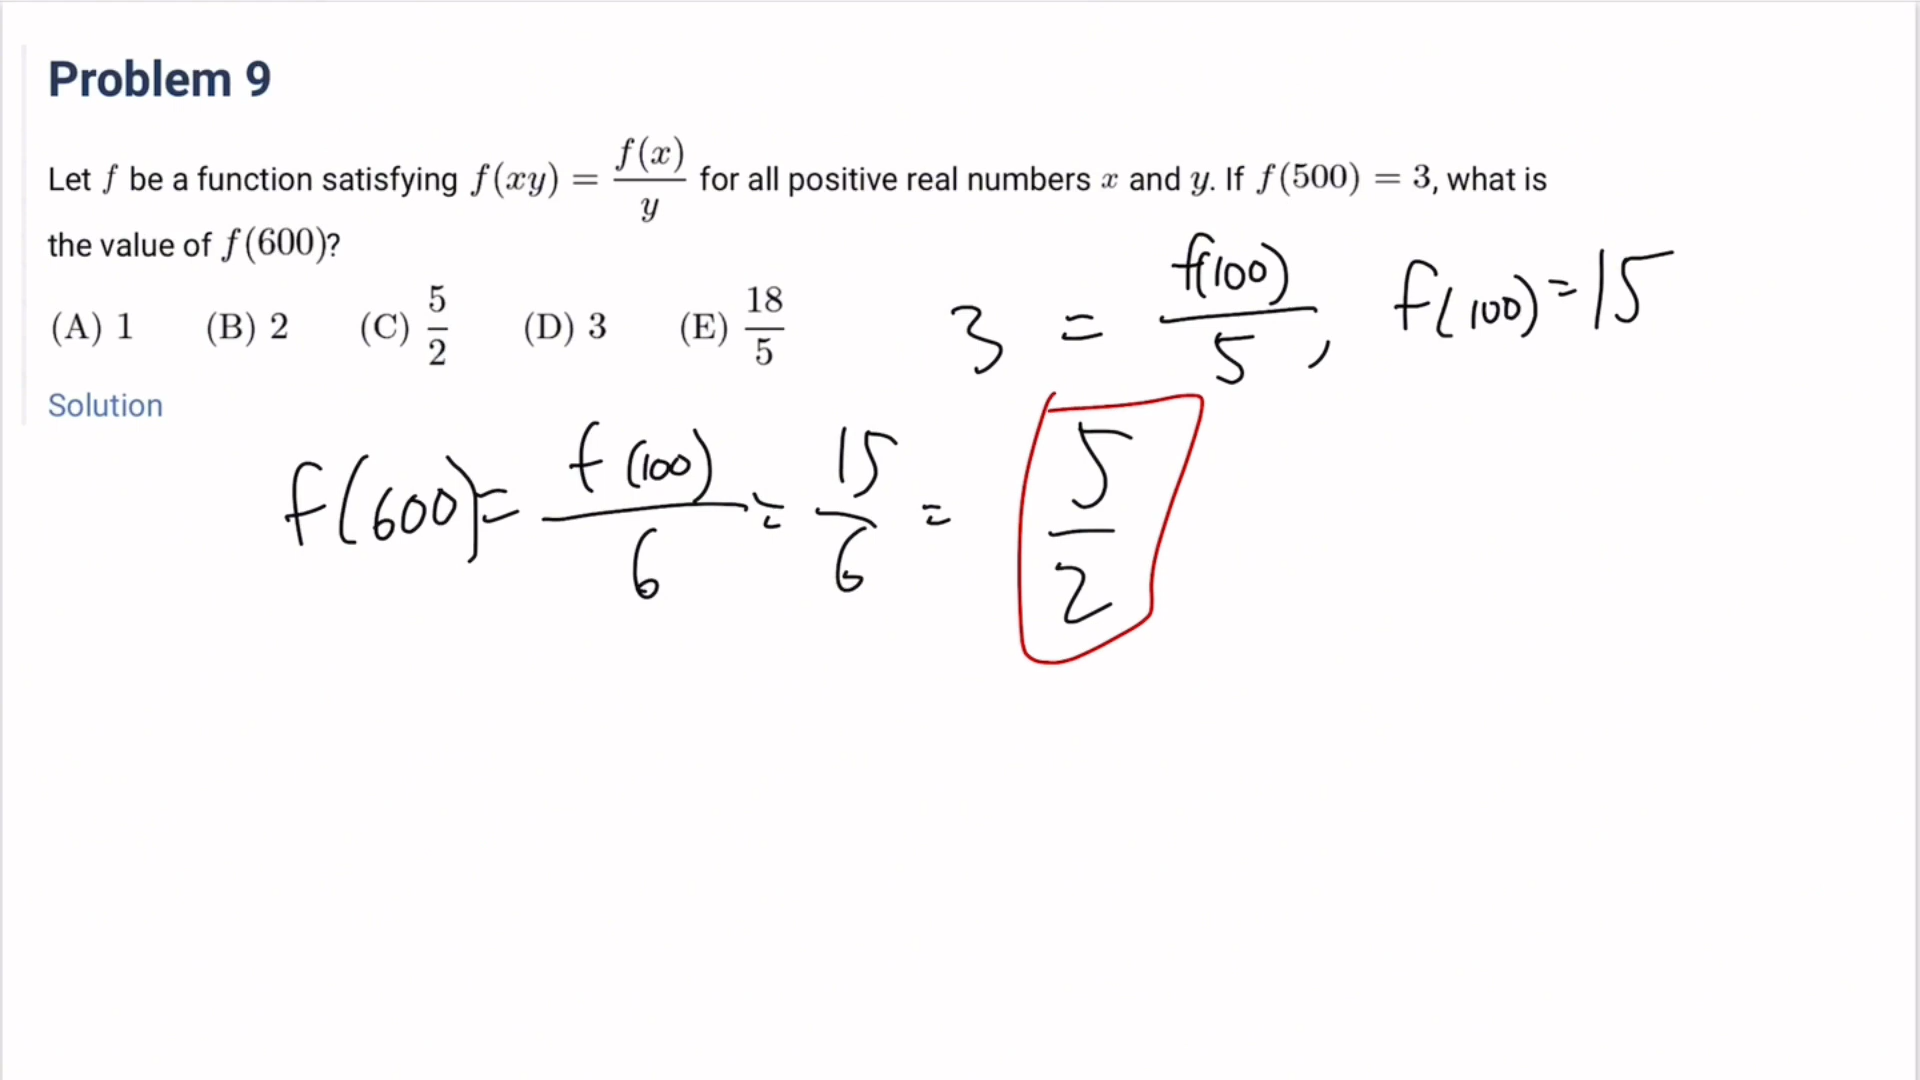 Problem 9
Let f be a function satisfying f(xy) = f(x)/y for all positive real numbers x and y. If f(500) = 3, what is
the value of f(600)?
(A) 1 (B) 2 (C) 5/2 (D) 3 (E) 18/5
3 = f(100)/5, f(100)=15
Solution
f(600) = f(100)/6 = 15/6 = 5/2